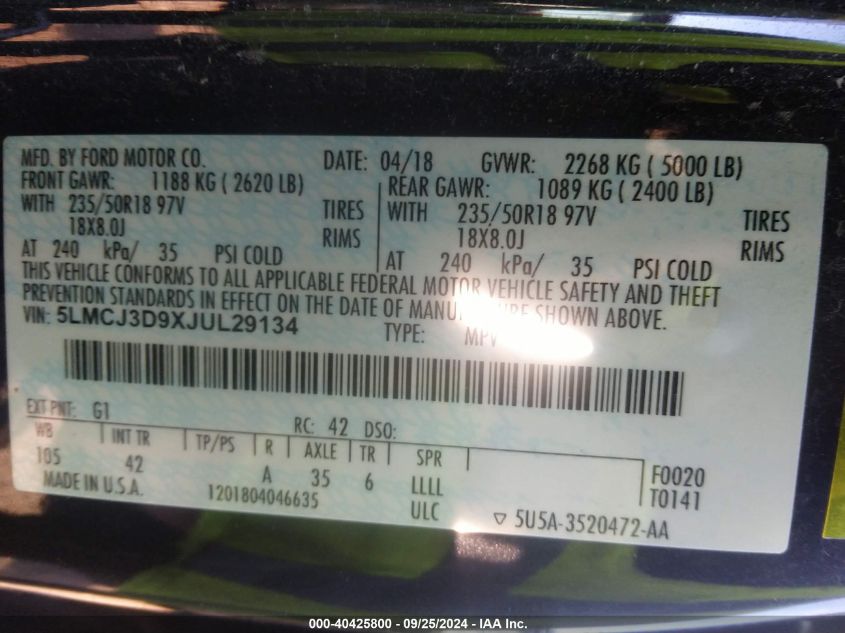 MFD. BY FORD MOTOR CO. DATE: 04/18 GVWR: 2268 KG ( 5000 LB)
FRONT GAWR: 1188 KG ( 2620 LB) REAR GAWR: 1089 KG ( 2400 LB)
WITH 235/50R18 97V TIRES WITH 235/50R18 97V TIRES
18X8.0J RIMS 18X8.0J RIMS
AT 240 kPa/ 35 PSI COLD AT 240 kPa/ 35 PSI COLD
THIS VEHICLE CONFORMS TO ALL APPLICABLE FEDERAL MOTOR VEHICLE SAFETY AND THEFT
PREVENTION STANDARDS IN EFFECT ON THE DATE OF MANUFACTURE SHOWN ABOVE.
VIN: 5LMCJ3D9XJUL29134 TYPE: MPV
EXT PNT: G1 RC: 42 DSO:
WB INT TR TP/PS R AXLE TR SPR
105 42 A 35 6 LLLL F0020
MADE IN U.S.A. 1201804046635 ULC T0141
5U5A-3520472-AA
000-40425800 - 09/25/2024 - IAA Inc.